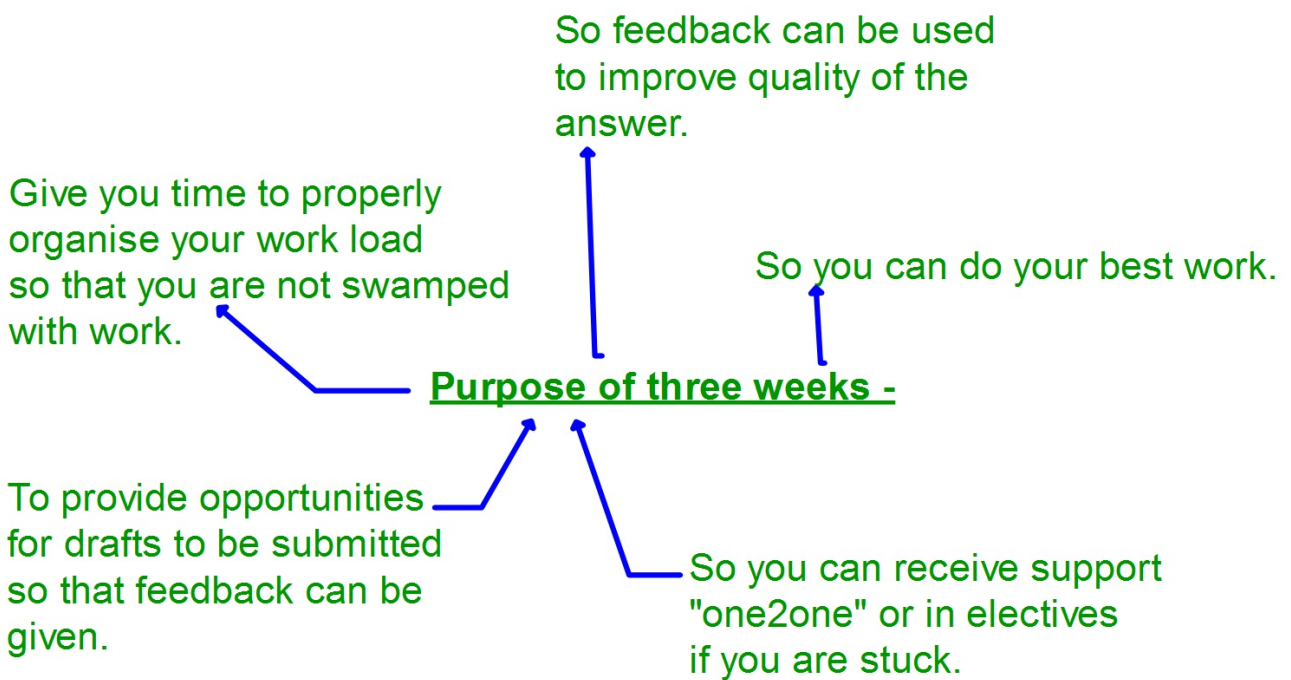 So feedback can be used
to improve quality of the
answer.
Give you time to properly
organise your work load
so that you are not swamped
with work.
So you can do your best work.
Purpose of three weeks -
To provide opportunities
for drafts to be submitted
so that feedback can be
given.
So you can receive support
"one2one" or in electives
if you are stuck.